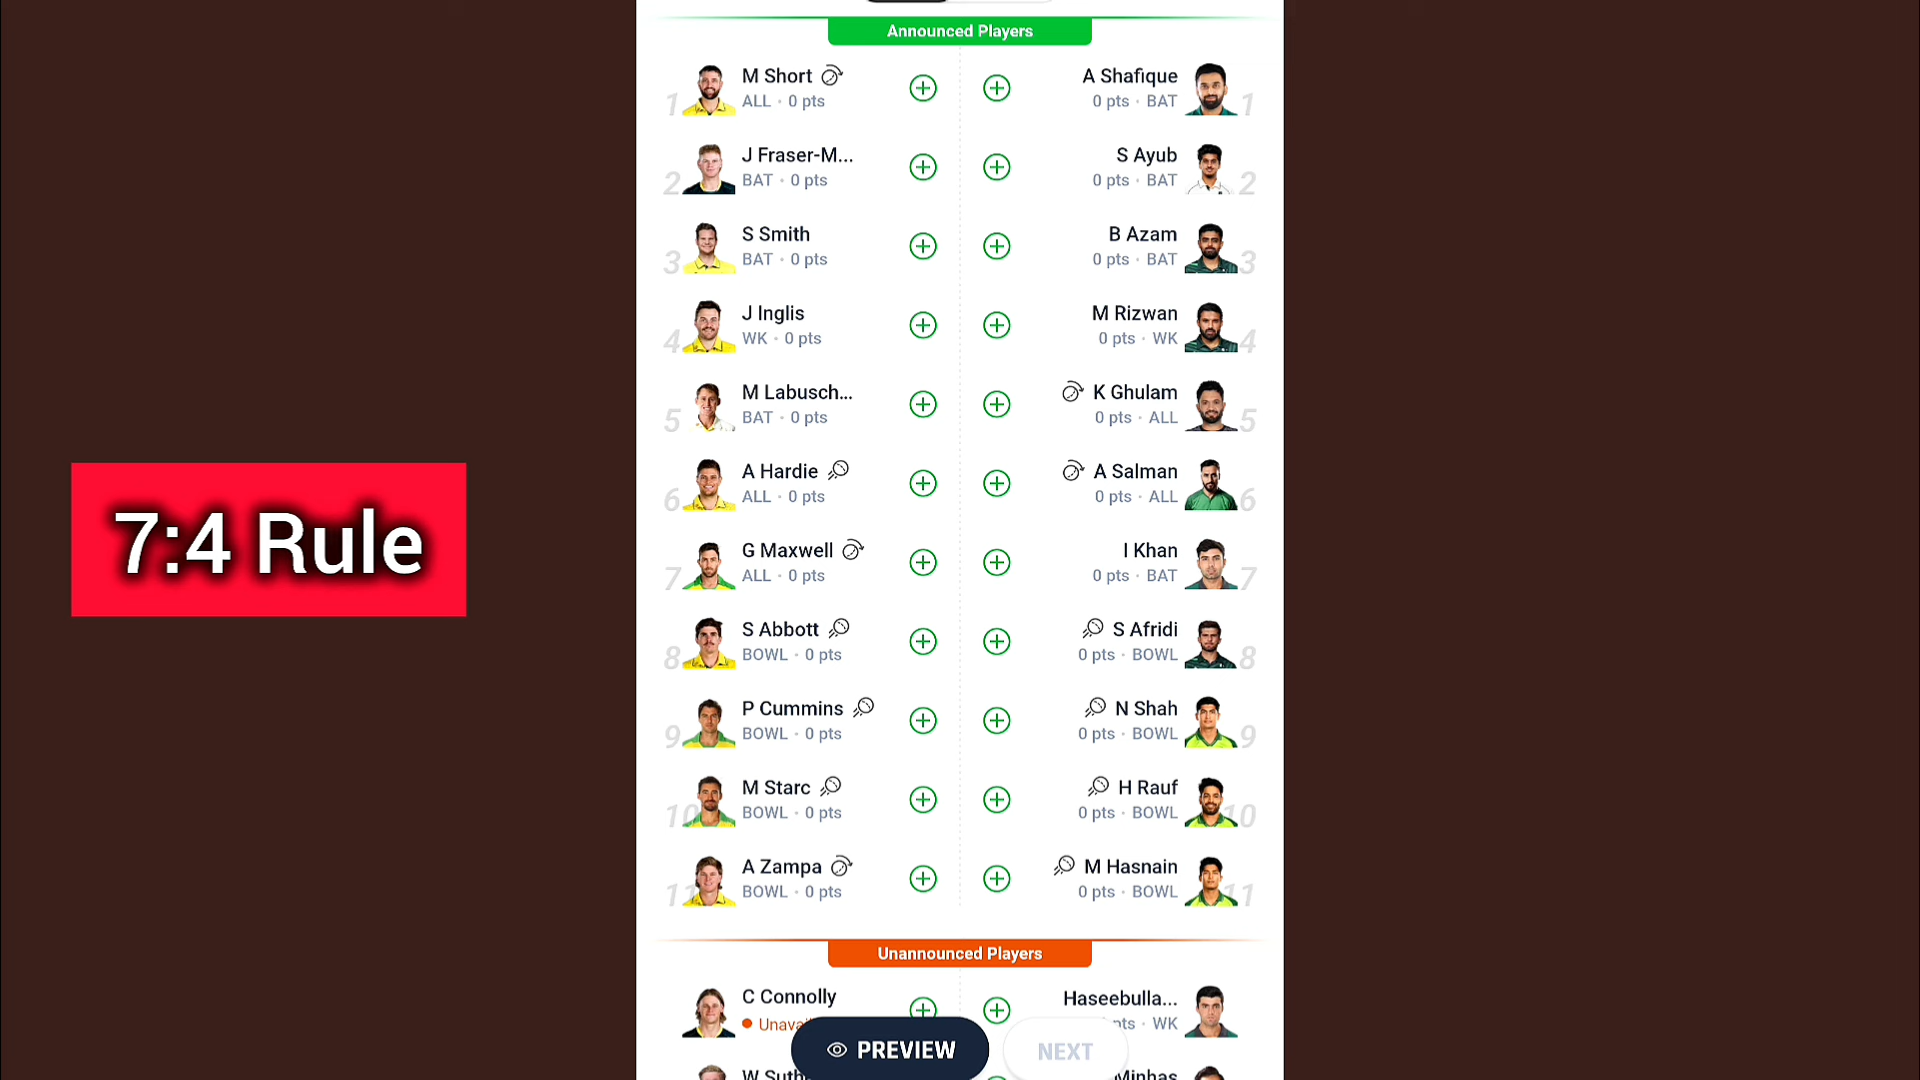 Announced Players
1 M Short
ALL • 0 pts
A Shafique 1
0 pts • BAT
2 J Fraser-M...
BAT • 0 pts
S Ayub 2
0 pts • BAT
3 S Smith
BAT • 0 pts
B Azam 3
0 pts • BAT
4 J Inglis
WK • 0 pts
M Rizwan 4
0 pts • WK
5 M Labusch...
BAT • 0 pts
K Ghulam 5
0 pts • ALL
6 A Hardie
ALL • 0 pts
A Salman 6
0 pts • ALL
7:4 Rule
7 G Maxwell
ALL • 0 pts
I Khan 7
0 pts • BAT
8 S Abbott
BOWL • 0 pts
S Afridi 8
0 pts • BOWL
9 P Cummins
BOWL • 0 pts
N Shah 9
0 pts • BOWL
10 M Starc
BOWL • 0 pts
H Rauf 10
0 pts • BOWL
11 A Zampa
BOWL • 0 pts
M Hasnain 11
0 pts • BOWL
Unannounced Players
C Connolly
Haseebulla...
pts • WK
PREVIEW
NEXT
Minhas